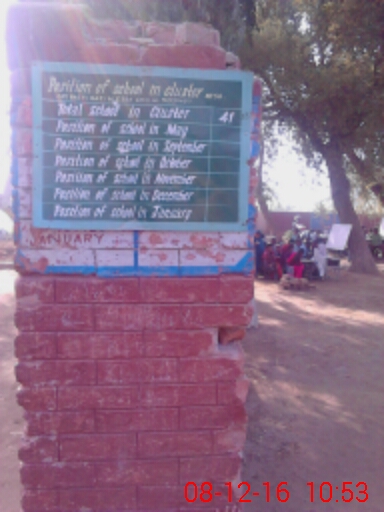 Position of school in cluster
Total school in Cluster 41
Position of school in May
Position of school in September
Position of school in October
Position of school in November
Position of school in December
Position of school in January
ANUARY
08-12-16 10:53